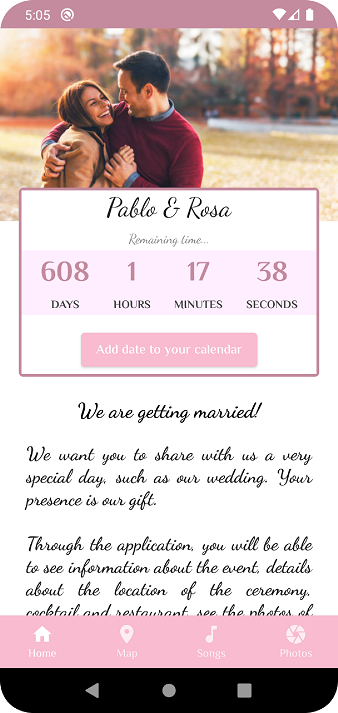 5:05
Pablo & Rosa
Remaining time...
608 1 17 38
DAYS HOURS MINUTES SECONDS
Add date to your calendar
We are getting married!
We want you to share with us a very
special day, such as our wedding. Your
presence is our gift.
Through the application, you will be able
to see information about the event, details
about the location of the ceremony,
cocktail and restaurant, see the photos of
Home Map Songs Photos